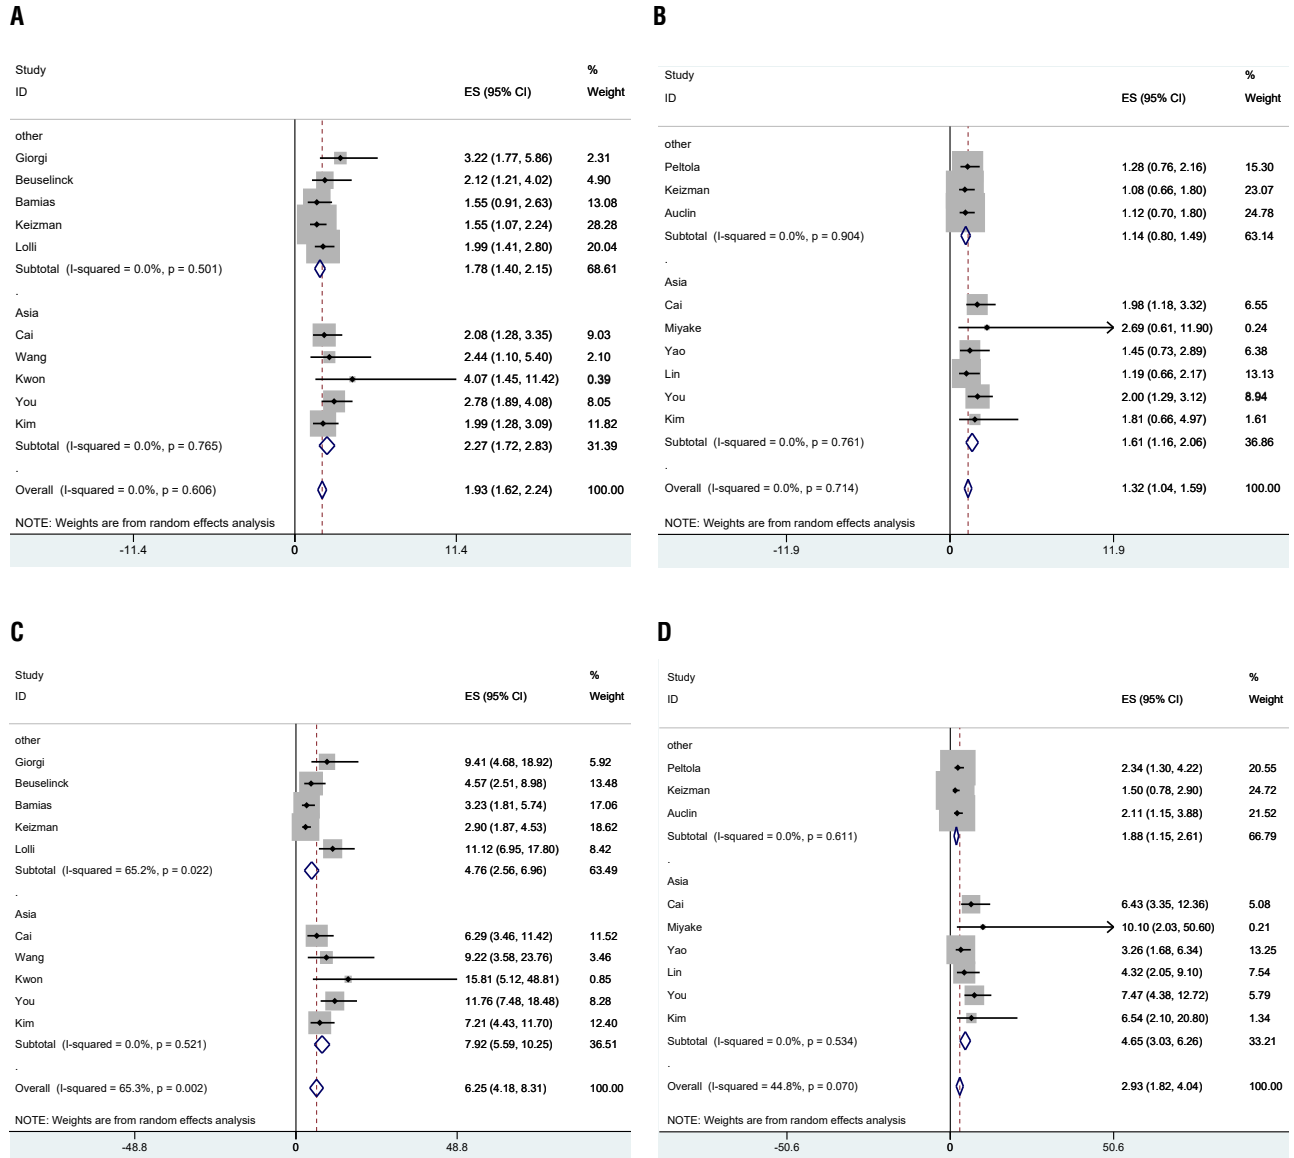 A
Study %
ID ES (95% CI) Weight
other
Giorgi 3.22 (1.77, 5.86) 2.31
Beuselinck 2.12 (1.21, 4.02) 4.90
Bamias 1.55 (0.91, 2.63) 13.08
Keizman 1.55 (1.07, 2.24) 28.28
Lolli 1.99 (1.41, 2.80) 20.04
Subtotal (I-squared = 0.0%, p = 0.501) 1.78 (1.40, 2.15) 68.61
.
Asia
Cai 2.08 (1.28, 3.35) 9.03
Wang 2.44 (1.10, 5.40) 2.10
Kwon 4.07 (1.45, 11.42) 0.39
You 2.78 (1.89, 4.08) 8.05
Kim 1.99 (1.28, 3.09) 11.82
Subtotal (I-squared = 0.0%, p = 0.765) 2.27 (1.72, 2.83) 31.39
.
Overall (I-squared = 0.0%, p = 0.606) 1.93 (1.62, 2.24) 100.00
NOTE: Weights are from random effects analysis
-11.4 0 11.4
B
Study %
ID ES (95% CI) Weight
other
Peltola 1.28 (0.76, 2.16) 15.30
Keizman 1.08 (0.66, 1.80) 23.07
Auclin 1.12 (0.70, 1.80) 24.78
Subtotal (I-squared = 0.0%, p = 0.904) 1.14 (0.80, 1.49) 63.14
.
Asia
Cai 1.98 (1.18, 3.32) 6.55
Miyake 2.69 (0.61, 11.90) 0.24
Yao 1.45 (0.73, 2.89) 6.38
Lin 1.19 (0.66, 2.17) 13.13
You 2.00 (1.29, 3.12) 8.94
Kim 1.81 (0.66, 4.97) 1.61
Subtotal (I-squared = 0.0%, p = 0.761) 1.61 (1.16, 2.06) 36.86
.
Overall (I-squared = 0.0%, p = 0.714) 1.32 (1.04, 1.59) 100.00
NOTE: Weights are from random effects analysis
-11.9 0 11.9
C
Study %
ID ES (95% CI) Weight
other
Giorgi 9.41 (4.68, 18.92) 5.92
Beuselinck 4.57 (2.51, 8.98) 13.48
Bamias 3.23 (1.81, 5.74) 17.06
Keizman 2.90 (1.87, 4.53) 18.62
Lolli 11.12 (6.95, 17.80) 8.42
Subtotal (I-squared = 65.2%, p = 0.022) 4.76 (2.56, 6.96) 63.49
.
Asia
Cai 6.29 (3.46, 11.42) 11.52
Wang 9.22 (3.58, 23.76) 3.46
Kwon 15.81 (5.12, 48.81) 0.85
You 11.76 (7.48, 18.48) 8.28
Kim 7.21 (4.43, 11.70) 12.40
Subtotal (I-squared = 0.0%, p = 0.521) 7.92 (5.59, 10.25) 36.51
.
Overall (I-squared = 65.3%, p = 0.002) 6.25 (4.18, 8.31) 100.00
NOTE: Weights are from random effects analysis
-48.8 0 48.8
D
Study %
ID ES (95% CI) Weight
other
Peltola 2.34 (1.30, 4.22) 20.55
Keizman 1.50 (0.78, 2.90) 24.72
Auclin 2.11 (1.15, 3.88) 21.52
Subtotal (I-squared = 0.0%, p = 0.611) 1.88 (1.15, 2.61) 66.79
.
Asia
Cai 6.43 (3.35, 12.36) 5.08
Miyake 10.10 (2.03, 50.60) 0.21
Yao 3.26 (1.68, 6.34) 13.25
Lin 4.32 (2.05, 9.10) 7.54
You 7.47 (4.38, 12.72) 5.79
Kim 6.54 (2.10, 20.80) 1.34
Subtotal (I-squared = 0.0%, p = 0.534) 4.65 (3.03, 6.26) 33.21
.
Overall (I-squared = 44.8%, p = 0.070) 2.93 (1.82, 4.04) 100.00
NOTE: Weights are from random effects analysis
-50.6 0 50.6